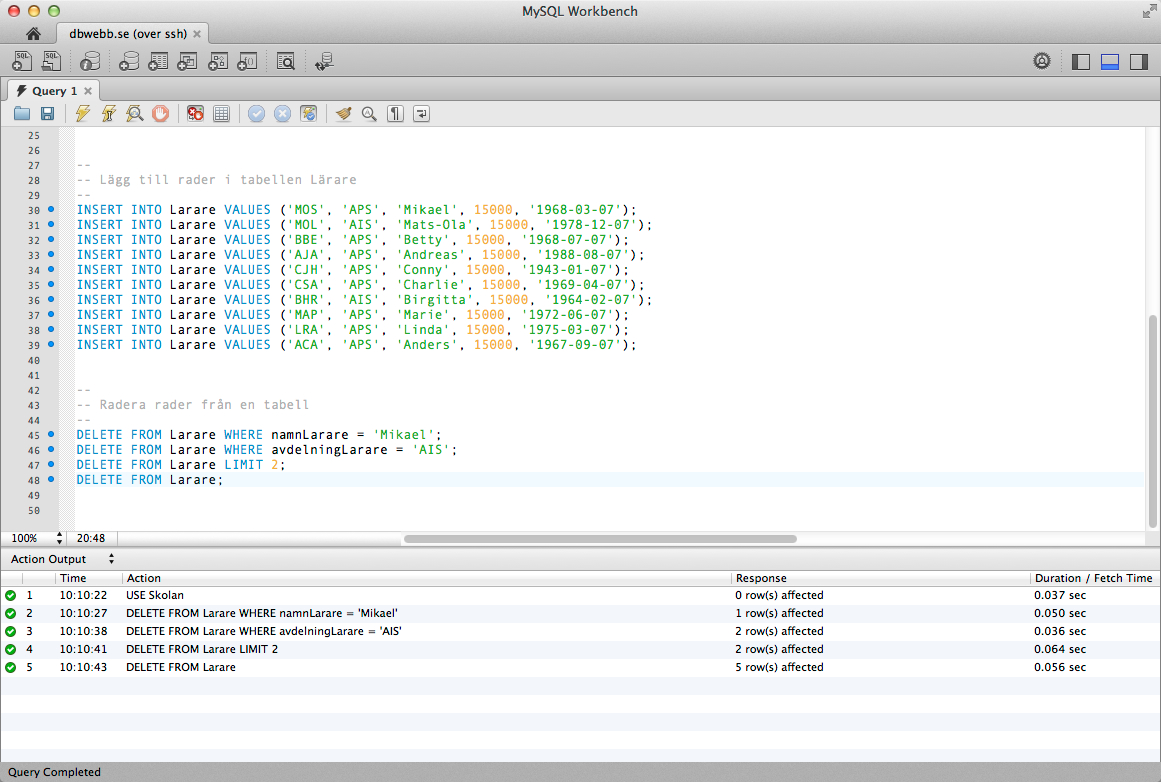 MySQL Workbench
dbwebb.se (over ssh)
SQL SQL
Query 1
25
26
27 --
28 -- Lägg till rader i tabellen Lärare
29 --
30 INSERT INTO Larare VALUES ('MOS', 'APS', 'Mikael', 15000, '1968-03-07');
31 INSERT INTO Larare VALUES ('MOL', 'AIS', 'Mats-Ola', 15000, '1978-12-07');
32 INSERT INTO Larare VALUES ('BBE', 'APS', 'Betty', 15000, '1968-07-07');
33 INSERT INTO Larare VALUES ('AJA', 'APS', 'Andreas', 15000, '1988-08-07');
34 INSERT INTO Larare VALUES ('CJH', 'APS', 'Conny', 15000, '1943-01-07');
35 INSERT INTO Larare VALUES ('CSA', 'APS', 'Charlie', 15000, '1969-04-07');
36 INSERT INTO Larare VALUES ('BHR', 'AIS', 'Birgitta', 15000, '1964-02-07');
37 INSERT INTO Larare VALUES ('MAP', 'APS', 'Marie', 15000, '1972-06-07');
38 INSERT INTO Larare VALUES ('LRA', 'APS', 'Linda', 15000, '1975-03-07');
39 INSERT INTO Larare VALUES ('ACA', 'APS', 'Anders', 15000, '1967-09-07');
40
41
42 --
43 -- Radera rader från en tabell
44 --
45 DELETE FROM Larare WHERE namnLarare = 'Mikael';
46 DELETE FROM Larare WHERE avdelningLarare = 'AIS';
47 DELETE FROM Larare LIMIT 2;
48 DELETE FROM Larare;
49
50
100% 20:48
Action Output
Time Action Response Duration / Fetch Time
1 10:10:22 USE Skolan 0 row(s) affected 0.037 sec
2 10:10:27 DELETE FROM Larare WHERE namnLarare = 'Mikael' 1 row(s) affected 0.050 sec
3 10:10:38 DELETE FROM Larare WHERE avdelningLarare = 'AIS' 2 row(s) affected 0.036 sec
4 10:10:41 DELETE FROM Larare LIMIT 2 2 row(s) affected 0.064 sec
5 10:10:43 DELETE FROM Larare 5 row(s) affected 0.056 sec
Query Completed